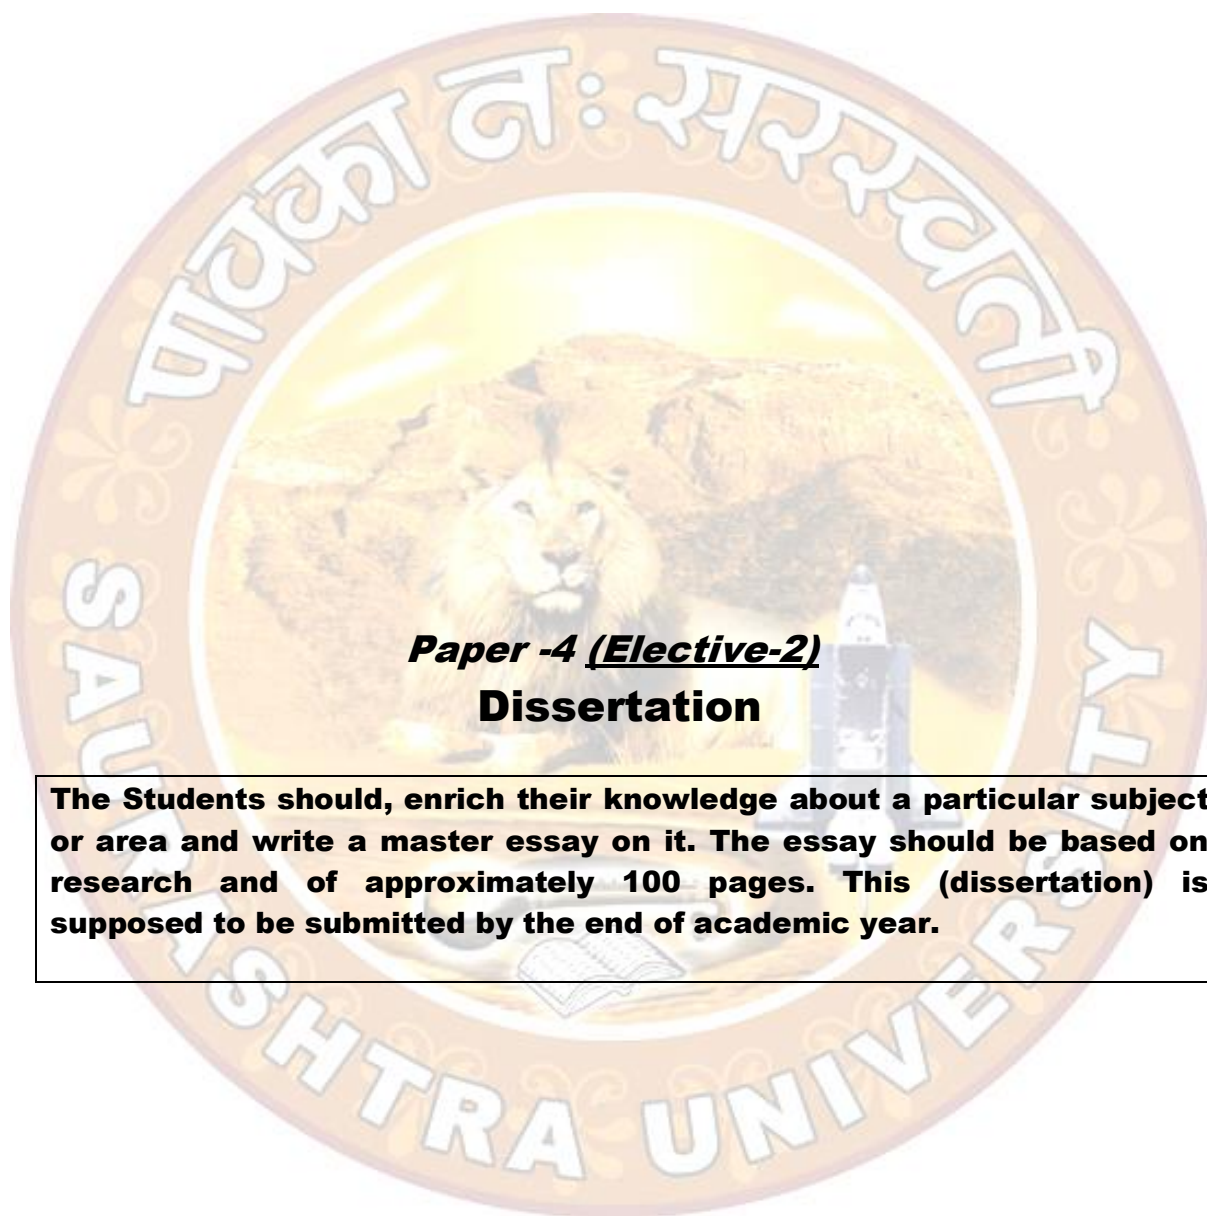 पावका नः सरस्वती
Paper -4 (Elective-2)
Dissertation
The Students should, enrich their knowledge about a particular subject
or area and write a master essay on it. The essay should be based on
research and of approximately 100 pages. This (dissertation) is
supposed to be submitted by the end of academic year.
SAURASHTRA UNIVERSITY